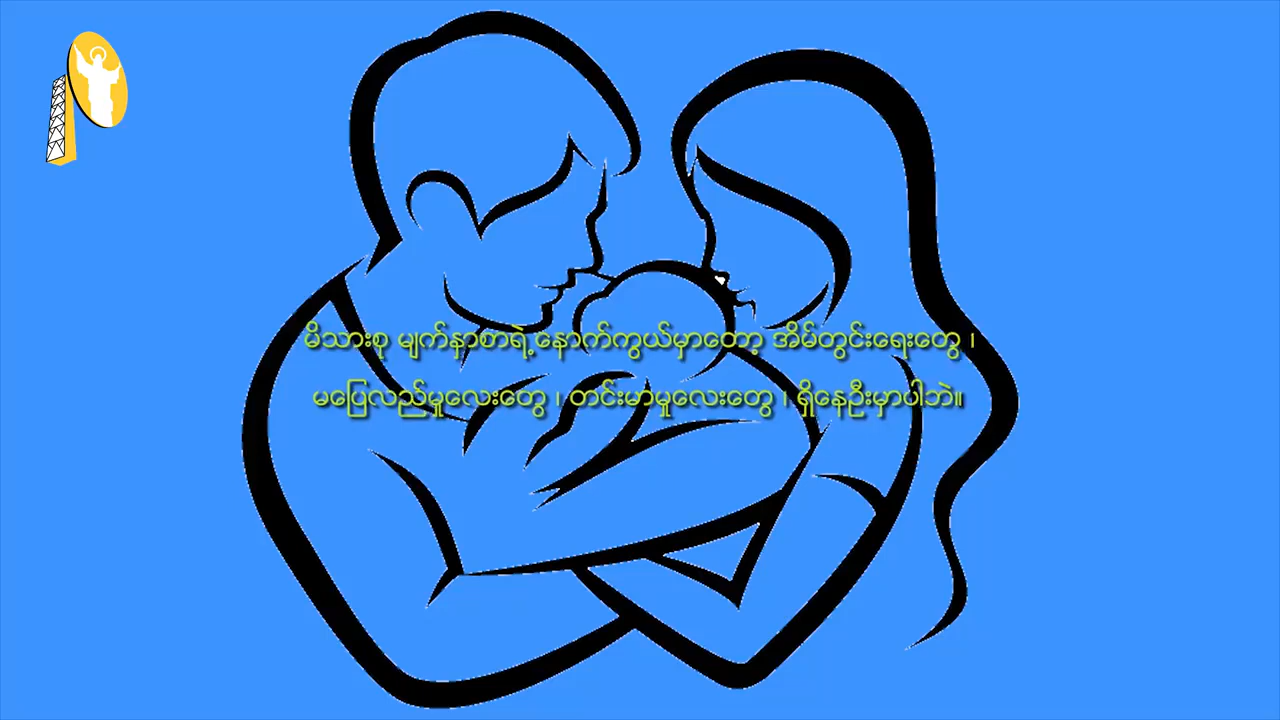 မိသားစု မျက်နှာစာရဲ့ နောက်ကွယ်မှာတော့ အိမ်တွင်းရေးတွေ ၊
မပြေလည်မှုလေးတွေ ၊ တင်းမာမှုလေးတွေ ၊ ရှိနေဦးမှာပါဘဲ။